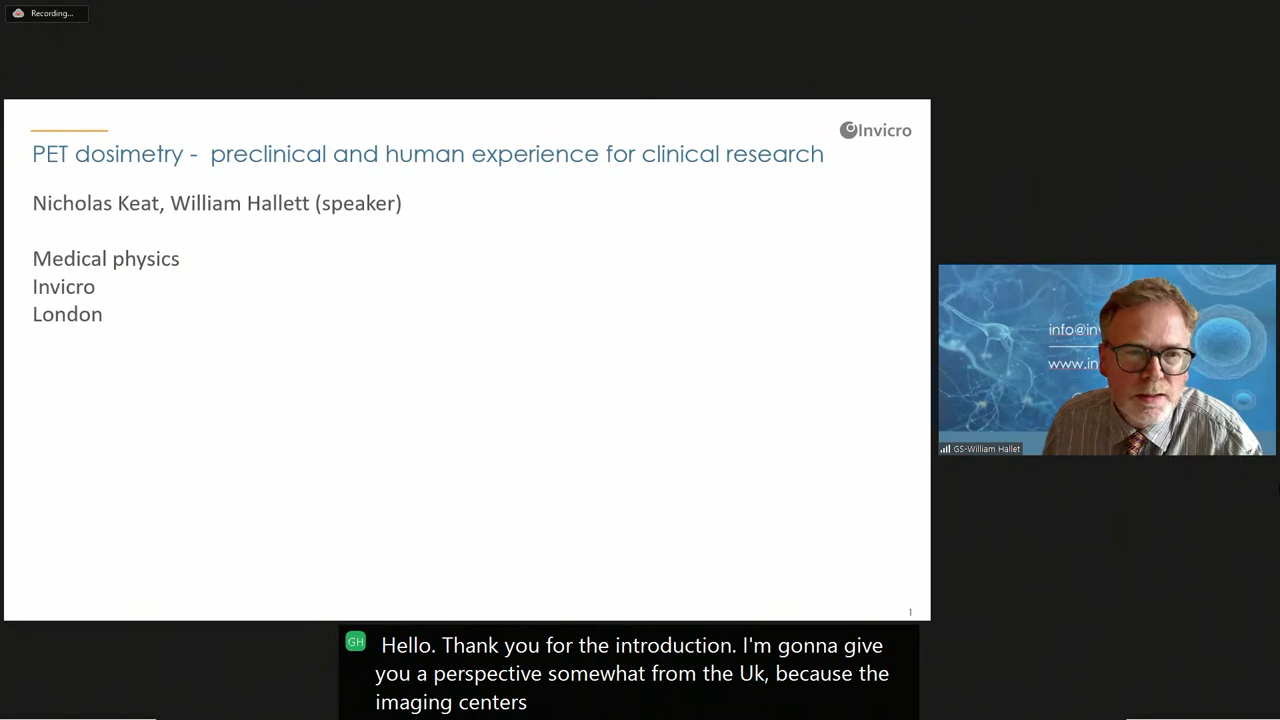 Recording...
Invicro
PET dosimetry - preclinical and human experience for clinical research
Nicholas Keat, William Hallett (speaker)
Medical physics
Invicro
London
1
info@inv
www.in
GS-William Hallet
GH
Hello. Thank you for the introduction. I'm gonna give
you a perspective somewhat from the Uk, because the
imaging centers